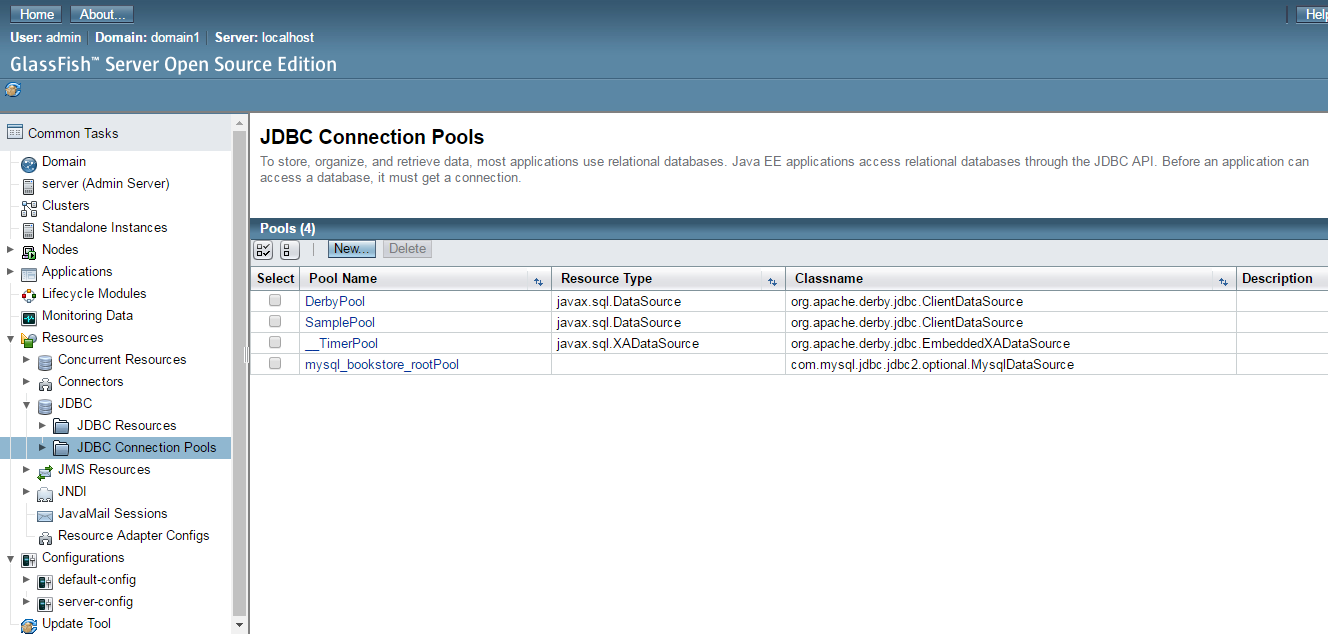 Home About... Help
User: admin Domain: domain1 Server: localhost
GlassFish™ Server Open Source Edition
Common Tasks
Domain
server (Admin Server)
Clusters
Standalone Instances
Nodes
Applications
Lifecycle Modules
Monitoring Data
Resources
Concurrent Resources
Connectors
JDBC
JDBC Resources
JDBC Connection Pools
JMS Resources
JNDI
JavaMail Sessions
Resource Adapter Configs
Configurations
default-config
server-config
Update Tool
JDBC Connection Pools
To store, organize, and retrieve data, most applications use relational databases. Java EE applications access relational databases through the JDBC API. Before an application can
access a database, it must get a connection.
Pools (4)
New... Delete
Select Pool Name Resource Type Classname Description
DerbyPool javax.sql.DataSource org.apache.derby.jdbc.ClientDataSource
SamplePool javax.sql.DataSource org.apache.derby.jdbc.ClientDataSource
__TimerPool javax.sql.XADataSource org.apache.derby.jdbc.EmbeddedXADataSource
mysql_bookstore_rootPool com.mysql.jdbc.jdbc2.optional.MysqlDataSource